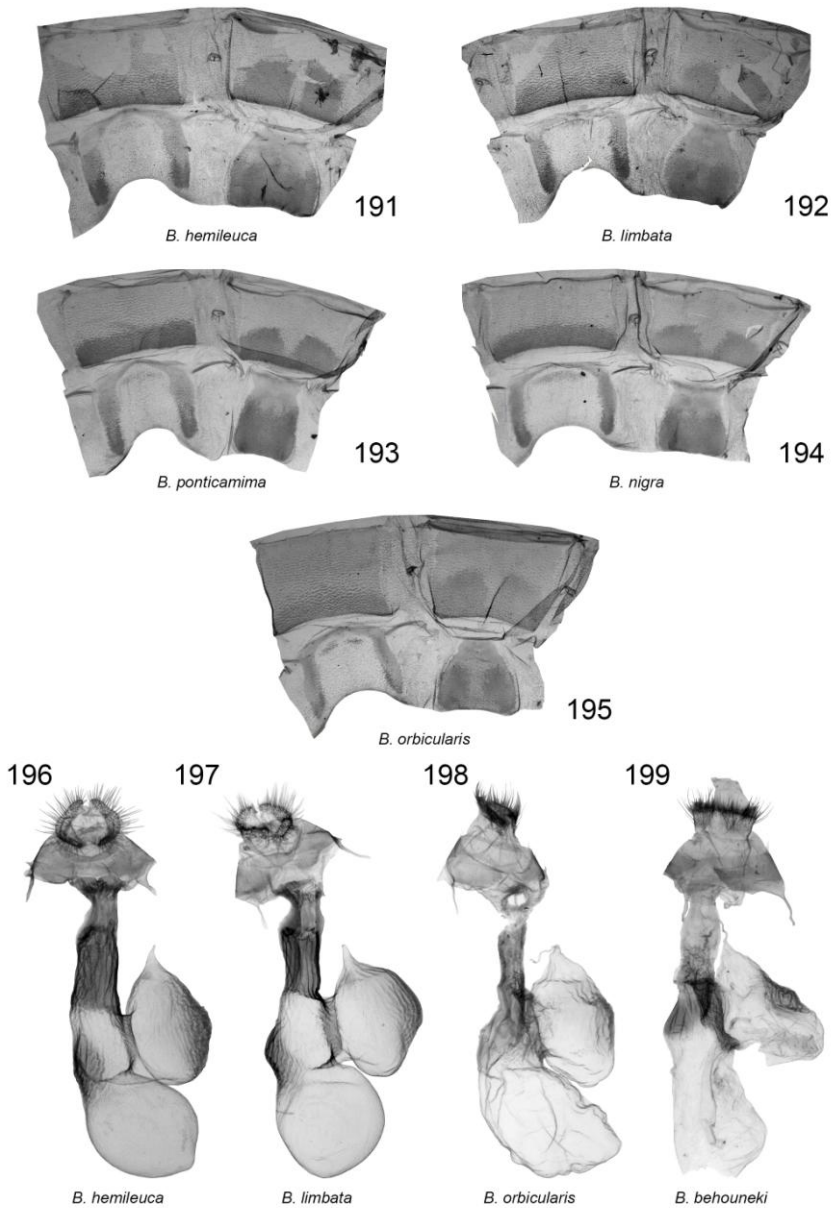 191
B. hemileuca
192
B. limbata
193
B. ponticamima
194
B. nigra
195
B. orbicularis
196
197
198
199
B. hemileuca
B. limbata
B. orbicularis
B. behouneki